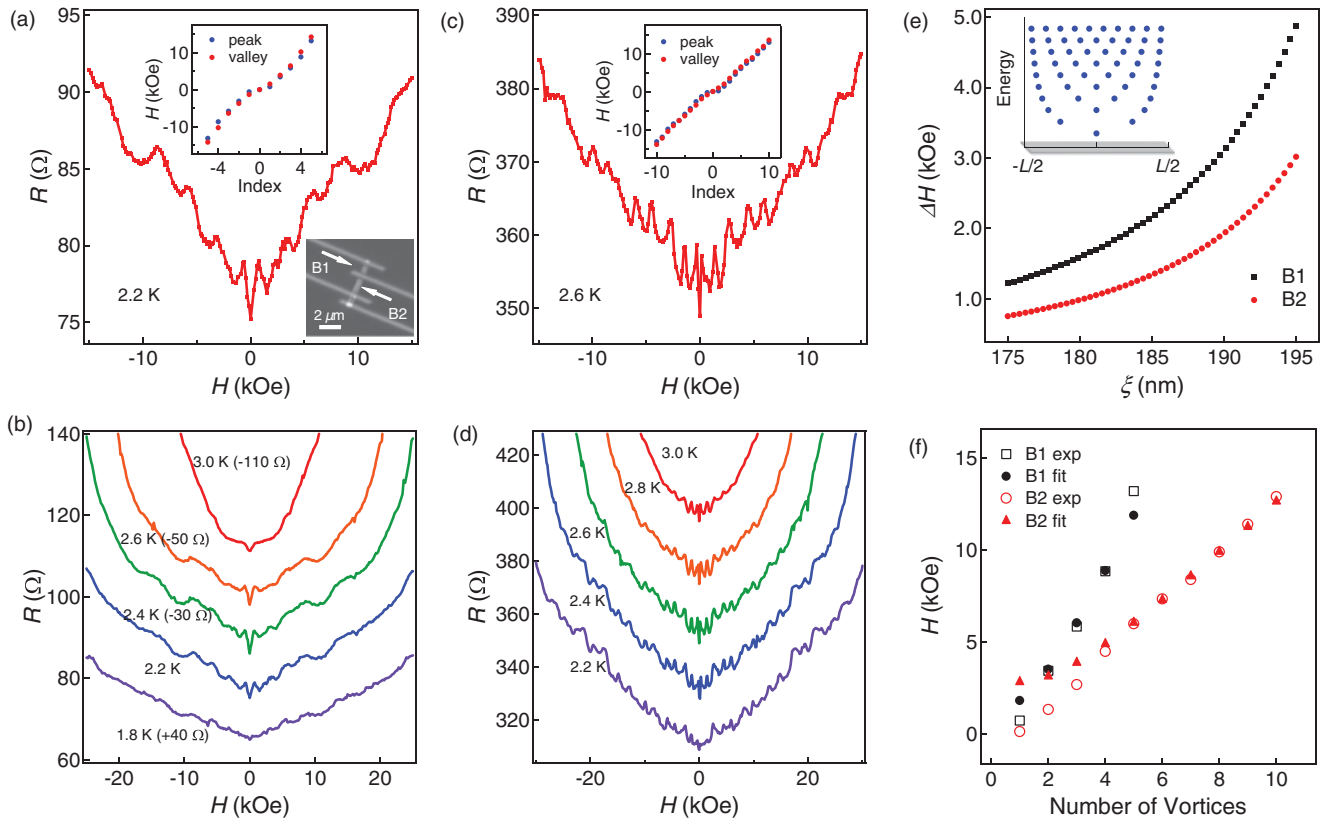 (a)
95
90
85
80
75
R (Ω)
-10
0
10
H (kOe)
2.2 K
peak
valley
10
0
-10
H (kOe)
-4
0
4
Index
B1
B2
2 μm
(c)
390
380
370
360
350
R (Ω)
-10
0
10
H (kOe)
2.6 K
peak
valley
10
0
-10
H (kOe)
-10
0
10
Index
(e)
5.0
4.0
3.0
2.0
1.0
ΔH (kOe)
175
180
185
190
195
ξ (nm)
Energy
-L/2
L/2
B1
B2
(b)
140
120
100
80
60
R (Ω)
-20
-10
0
10
20
H (kOe)
3.0 K (-110 Ω)
2.6 K (-50 Ω)
2.4 K (-30 Ω)
2.2 K
1.8 K (+40 Ω)
(d)
420
400
380
360
340
320
R (Ω)
-20
0
20
H (kOe)
3.0 K
2.8 K
2.6 K
2.4 K
2.2 K
(f)
15
10
5
0
H (kOe)
0
2
4
6
8
10
Number of Vortices
B1 exp
B1 fit
B2 exp
B2 fit